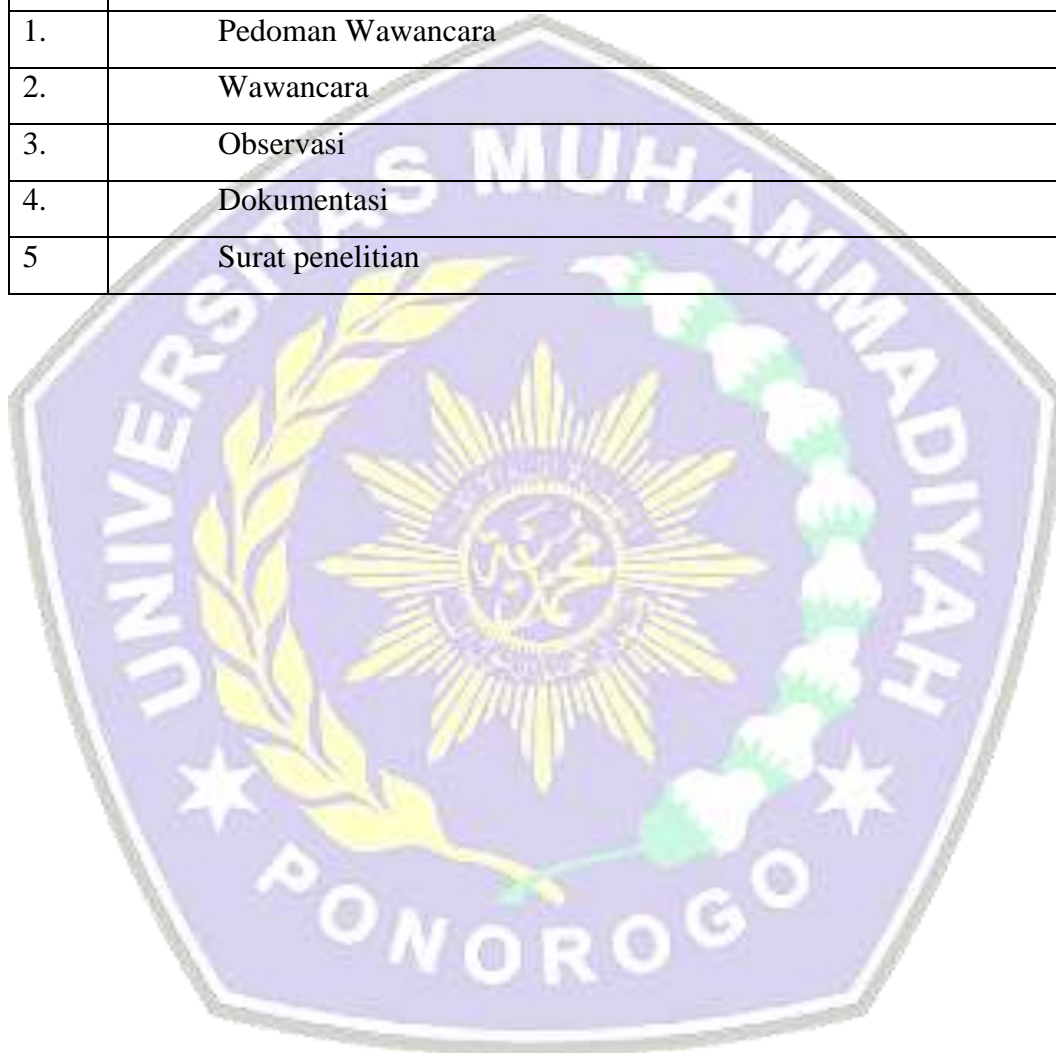 1. Pedoman Wawancara
2. Wawancara
3. Observasi
4. Dokumentasi
5 Surat penelitian
UNIVERSITAS MUHAMMADIYAH
PONOROGO